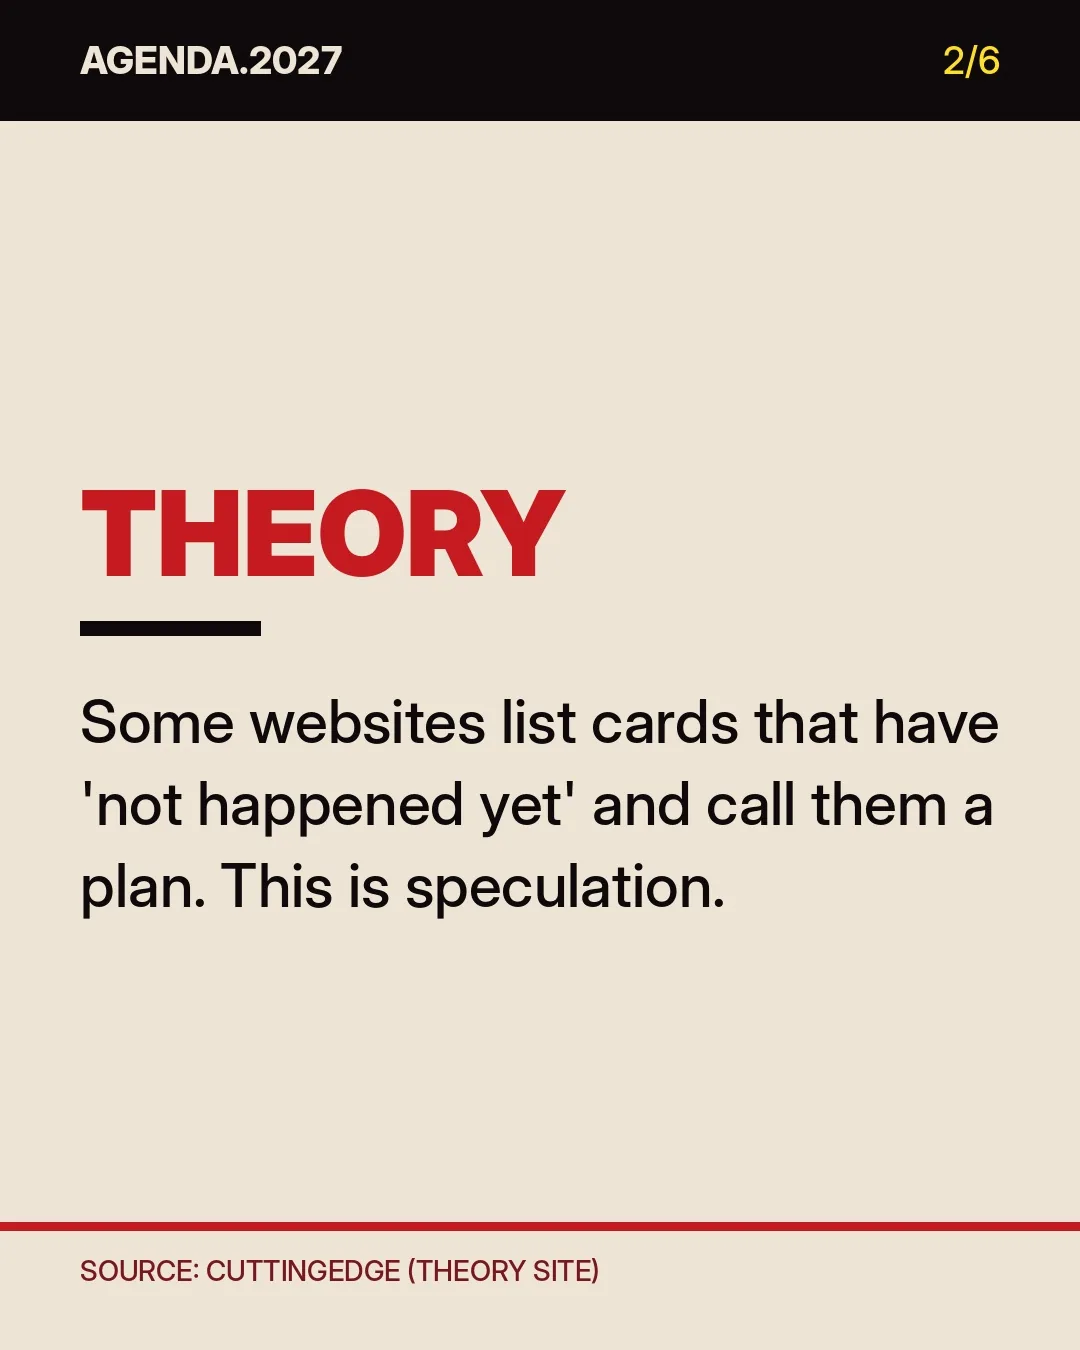 AGENDA.2027
2/6
THEORY
Some websites list cards that have
'not happened yet' and call them a
plan. This is speculation.
SOURCE: CUTTINGEDGE (THEORY SITE)